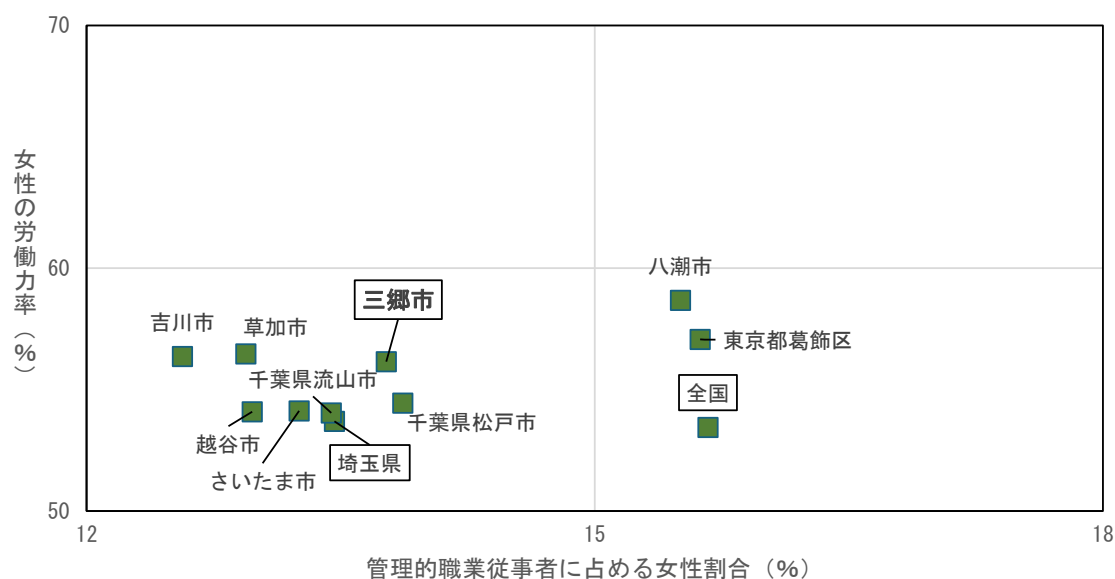 70
女性の労働力率（%）
60
八潮市
三郷市
吉川市
草加市
東京都葛飾区
千葉県流山市
全国
千葉県松戸市
越谷市
埼玉県
さいたま市
50
12
15
18
管理的職業従事者に占める女性割合（%）